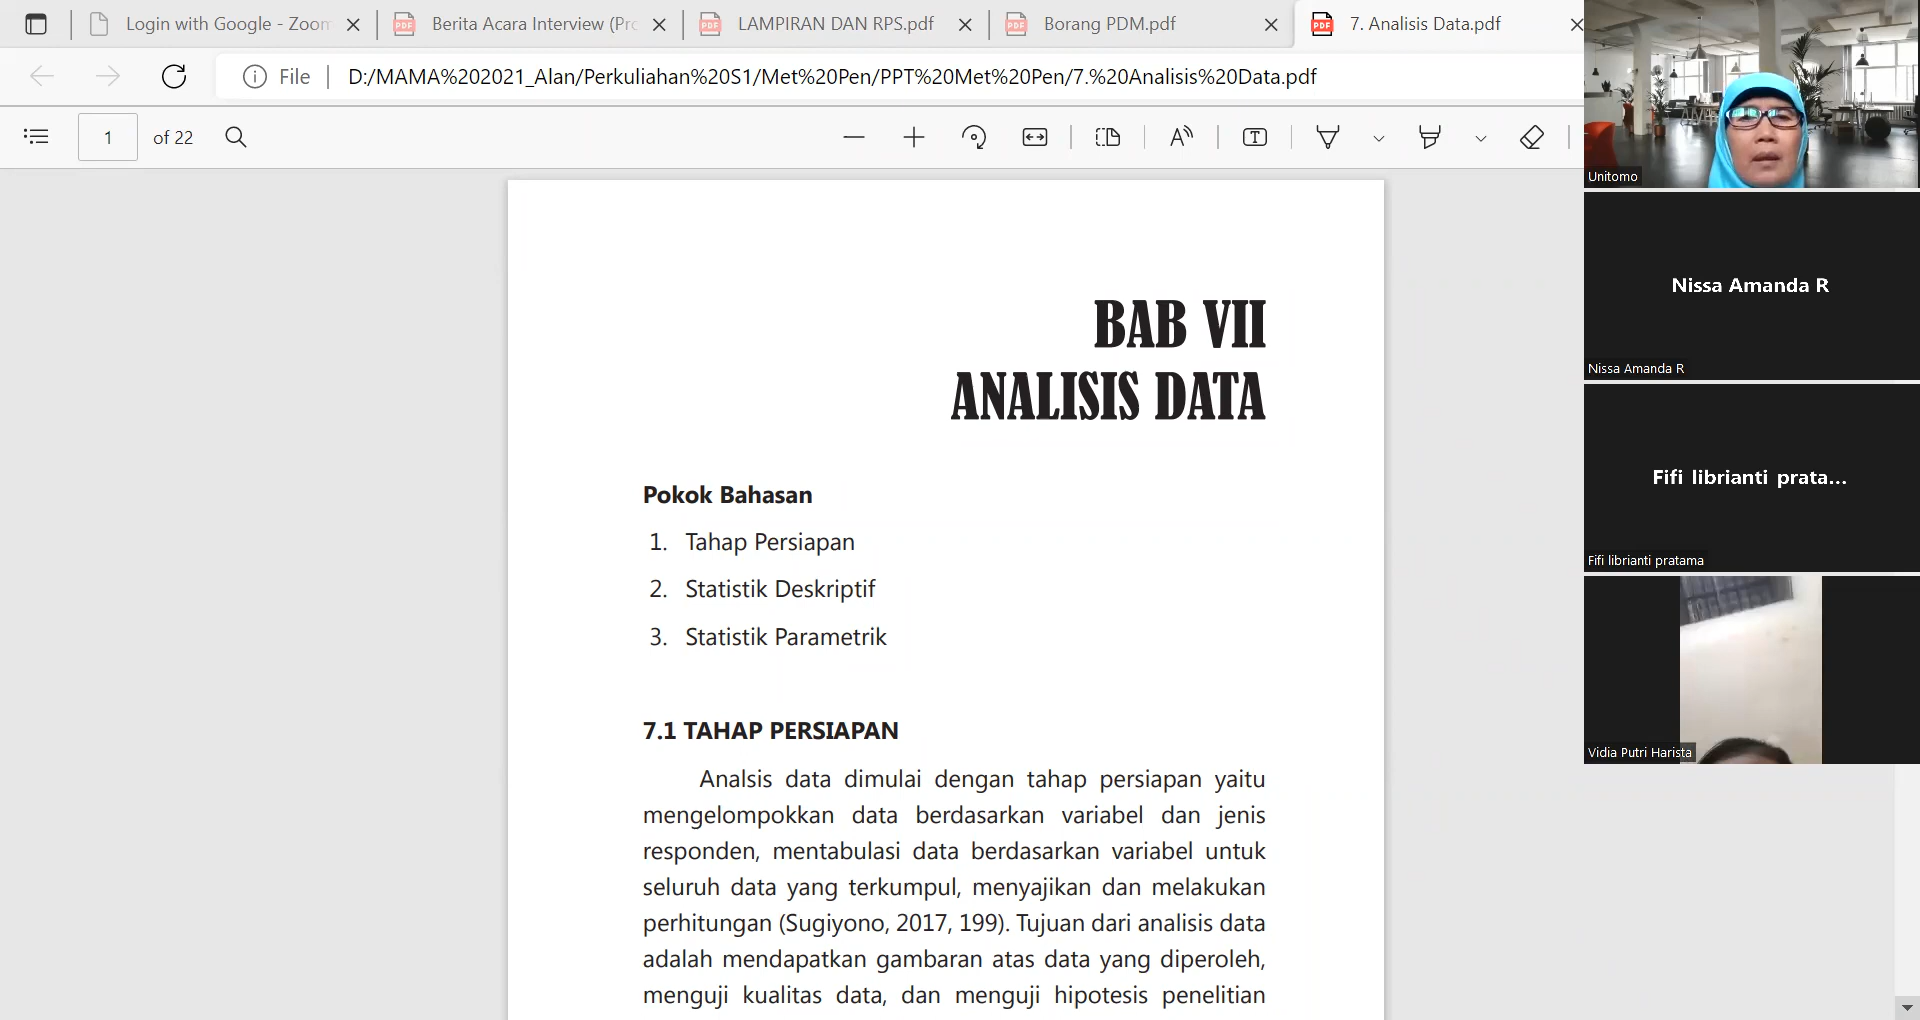 Login with Google - Zoom
Berita Acara Interview (Pro
LAMPIRAN DAN RPS.pdf
Borang PDM.pdf
7. Analisis Data.pdf
File
D:/MAMA%202021_Alan/Perkuliahan%20S1/Met%20Pen/PPT%20Met%20Pen/7.%20Analisis%20Data.pdf
1 of 22
BAB VII
ANALISIS DATA
Pokok Bahasan
1. Tahap Persiapan
2. Statistik Deskriptif
3. Statistik Parametrik
7.1 TAHAP PERSIAPAN
Analsis data dimulai dengan tahap persiapan yaitu
mengelompokkan data berdasarkan variabel dan jenis
responden, mentabulasi data berdasarkan variabel untuk
seluruh data yang terkumpul, menyajikan dan melakukan
perhitungan (Sugiyono, 2017, 199). Tujuan dari analisis data
adalah mendapatkan gambaran atas data yang diperoleh,
menguji kualitas data, dan menguji hipotesis penelitian
Unitomo
Nissa Amanda R
Nissa Amanda R
Fifi librianti prata...
Fifi librianti pratama
Vidia Putri Harista